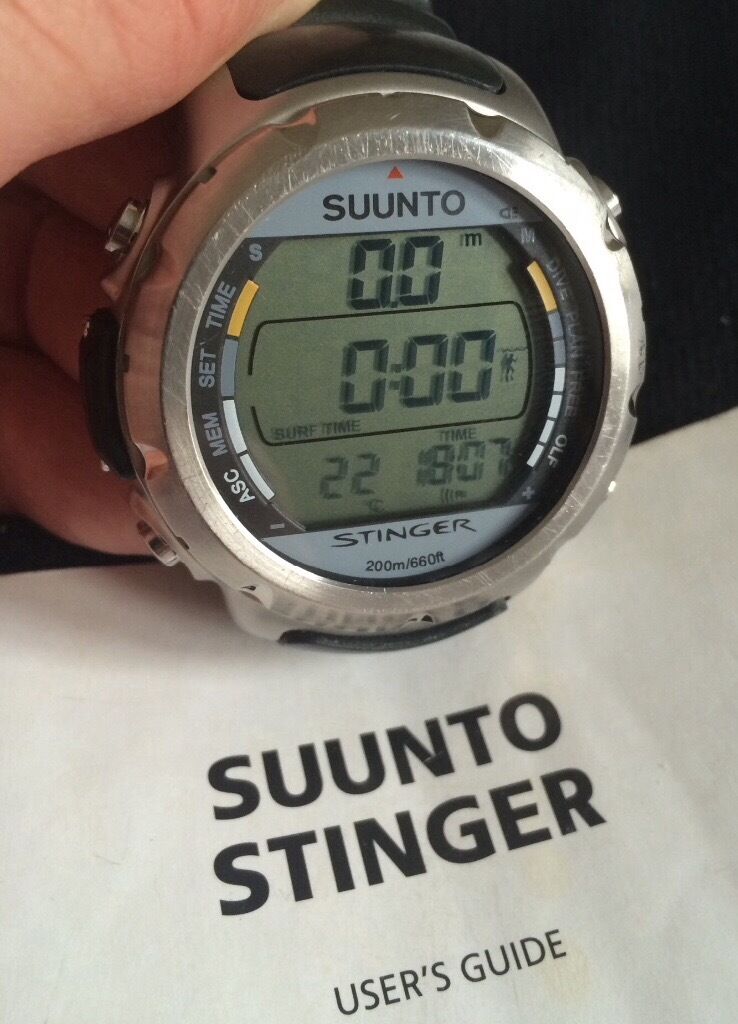 SUUNTO
S
M
0.0 m
TIME
DIVE
SET
PLAN
0:00
MEM
FREE
SURF TIME
TIME
ASC
OLF
22 °C
18:07
-
+
STINGER
200m/660ft
SUUNTO
STINGER
USER'S GUIDE